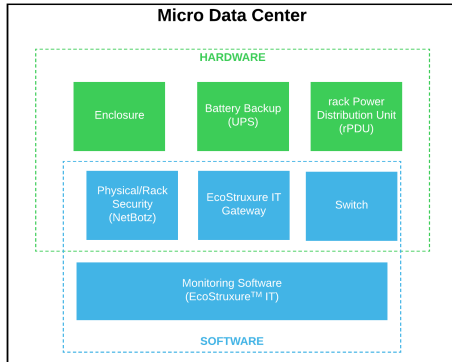 Micro Data Center
HARDWARE
Enclosure
Battery Backup
(UPS)
rack Power
Distribution Unit
(rPDU)
Physical/Rack
Security
(NetBotz)
EcoStruxure IT
Gateway
Switch
Monitoring Software
(EcoStruxure™ IT)
SOFTWARE